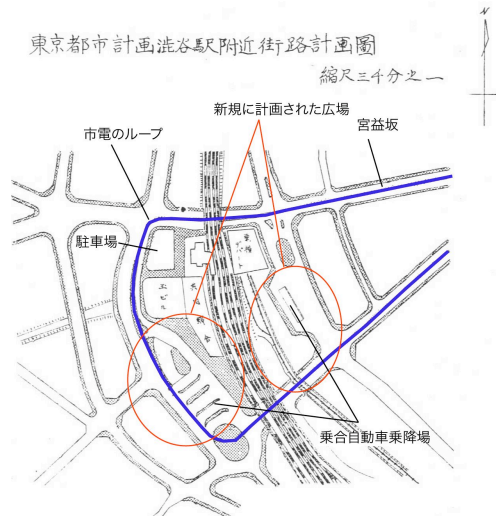 東京都市計画渋谷駅附近街路計画圖
縮尺三千分之一
N
新規に計画された広場
市電のループ
宮益坂
駐車場
乗合自動車乗降場